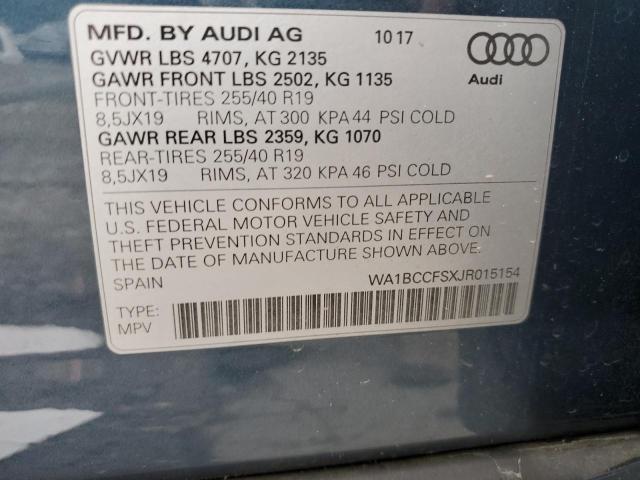 MFD. BY AUDI AG 10 17
GVWR LBS 4707, KG 2135
GAWR FRONT LBS 2502, KG 1135
Audi
FRONT-TIRES 255/40 R19
8,5JX19 RIMS, AT 300 KPA 44 PSI COLD
GAWR REAR LBS 2359, KG 1070
REAR-TIRES 255/40 R19
8,5JX19 RIMS, AT 320 KPA 46 PSI COLD
THIS VEHICLE CONFORMS TO ALL APPLICABLE
U.S. FEDERAL MOTOR VEHICLE SAFETY AND
THEFT PREVENTION STANDARDS IN EFFECT ON
THE DATE OF MANUFACTURE SHOWN ABOVE.
SPAIN WA1BCCFSXJR015154
TYPE:
MPV